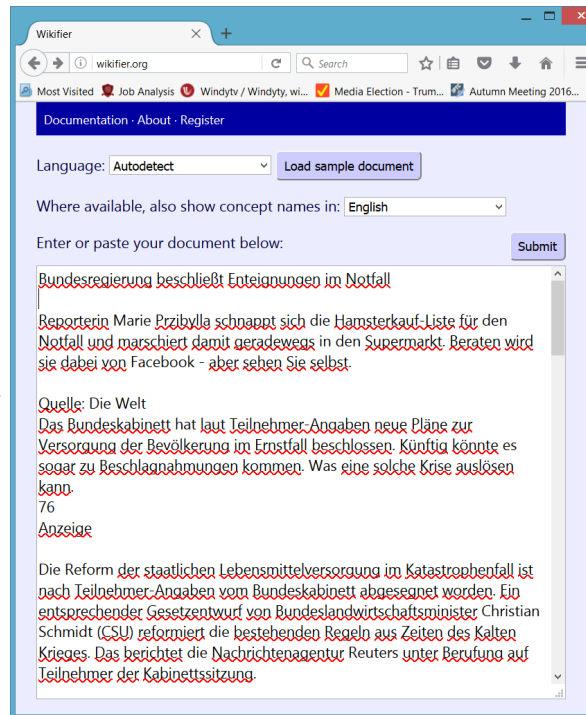 Wikifier
wikifier.org
Search
Most Visited Job Analysis Windytv / Windyty, wi... Media Election - Trum... Autumn Meeting 2016...
Documentation · About · Register
Language: Autodetect Load sample document
Where available, also show concept names in: English
Enter or paste your document below: Submit
Bundesregierung beschließt Enteignungen im Notfall
Reporterin Marie Przibylla schnappt sich die Hamsterkauf-Liste für den
Notfall und marschiert damit geradewegs in den Supermarkt. Beraten wird
sie dabei von Facebook - aber sehen Sie selbst.
Quelle: Die Welt
Das Bundeskabinett hat laut Teilnehmer-Angaben neue Pläne zur
Versorgung der Bevölkerung im Ernstfall beschlossen. Künftig könnte es
sogar zu Beschlagnahmungen kommen. Was eine solche Krise auslösen
kann.
76
Anzeige
Die Reform der staatlichen Lebensmittelversorgung im Katastrophenfall ist
nach Teilnehmer-Angaben vom Bundeskabinett abgesegnet worden. Ein
entsprechender Gesetzentwurf von Bundeslandwirtschaftsminister Christian
Schmidt (CSU) reformiert die bestehenden Regeln aus Zeiten des Kalten
Krieges. Das berichtet die Nachrichtenagentur Reuters unter Berufung auf
Teilnehmer der Kabinettssitzung.